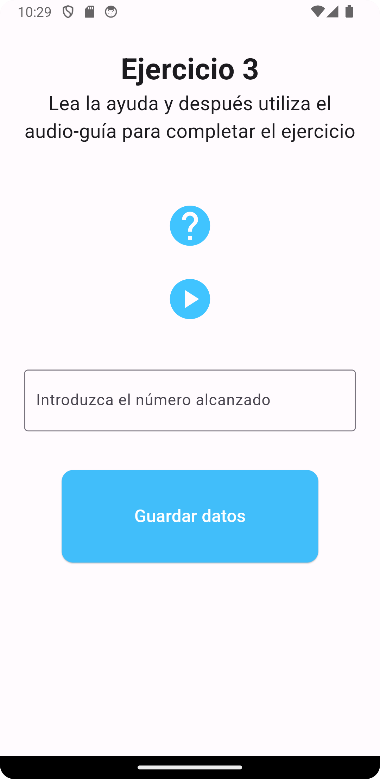 10:29
Ejercicio 3
Lea la ayuda y después utiliza el
audio-guía para completar el ejercicio
?
Introduzca el número alcanzado
Guardar datos